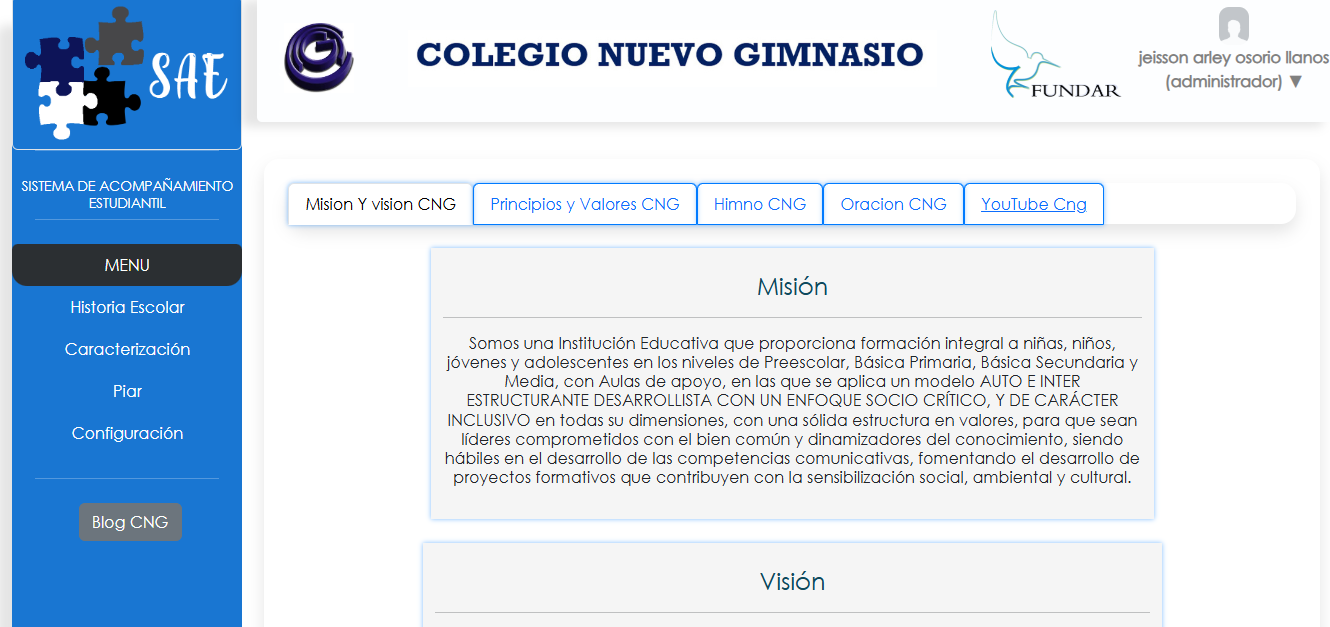 SAE
SISTEMA DE ACOMPAÑAMIENTO
ESTUDIANTIL
MENU
Historia Escolar
Caracterización
Piar
Configuración
Blog CNG
COLEGIO NUEVO GIMNASIO
FUNDAR
jeisson arley osorio llanos
(administrador) ▼
Mision Y vision CNG
Principios y Valores CNG
Himno CNG
Oracion CNG
YouTube Cng
Misión
Somos una Institución Educativa que proporciona formación integral a niñas, niños,
jóvenes y adolescentes en los niveles de Preescolar, Básica Primaria, Básica Secundaria y
Media, con Aulas de apoyo, en las que se aplica un modelo AUTO E INTER
ESTRUCTURANTE DESARROLLISTA CON UN ENFOQUE SOCIO CRÍTICO, Y DE CARÁCTER
INCLUSIVO en todas su dimensiones, con una sólida estructura en valores, para que sean
líderes comprometidos con el bien común y dinamizadores del conocimiento, siendo
hábiles en el desarrollo de las competencias comunicativas, fomentando el desarrollo de
proyectos formativos que contribuyen con la sensibilización social, ambiental y cultural.
Visión